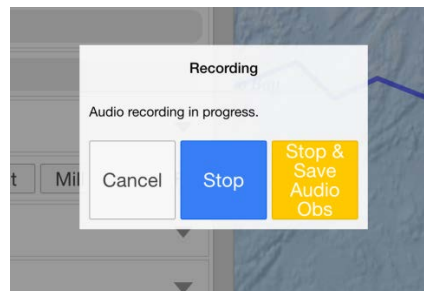 Recording
Audio recording in progress.
t
Mil
Cancel
Stop
Stop &
Save
Audio
Obs